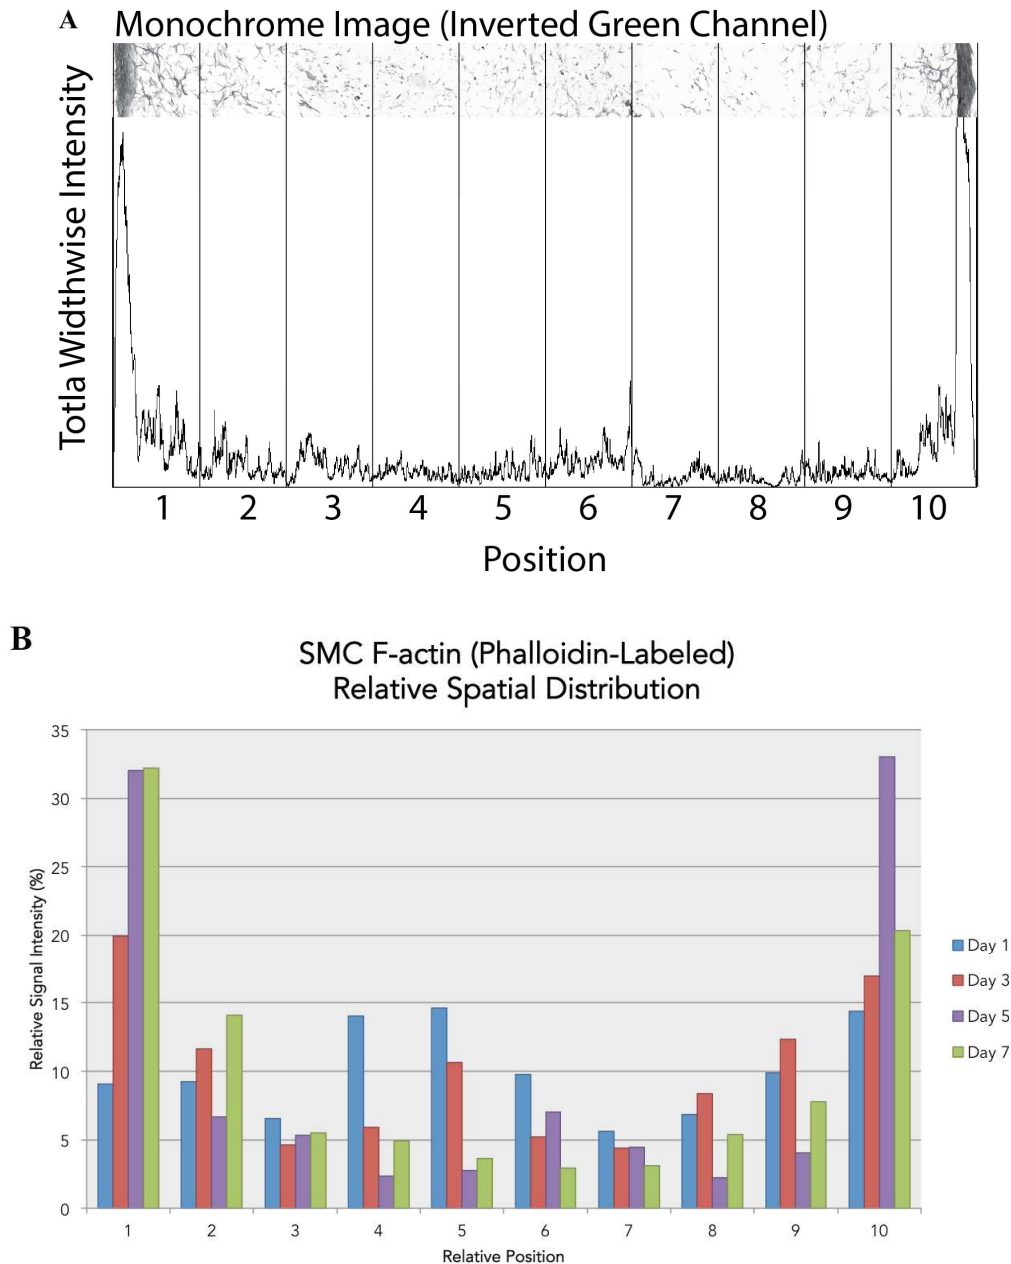 A
Monochrome Image (Inverted Green Channel)
Totla Widthwise Intensity
1 2 3 4 5 6 7 8 9 10
Position
B
SMC F-actin (Phalloidin-Labeled)
Relative Spatial Distribution
Relative Signal Intensity (%)
35
30
25
20
15
10
5
0
1 2 3 4 5 6 7 8 9 10
Relative Position
Day 1
Day 3
Day 5
Day 7